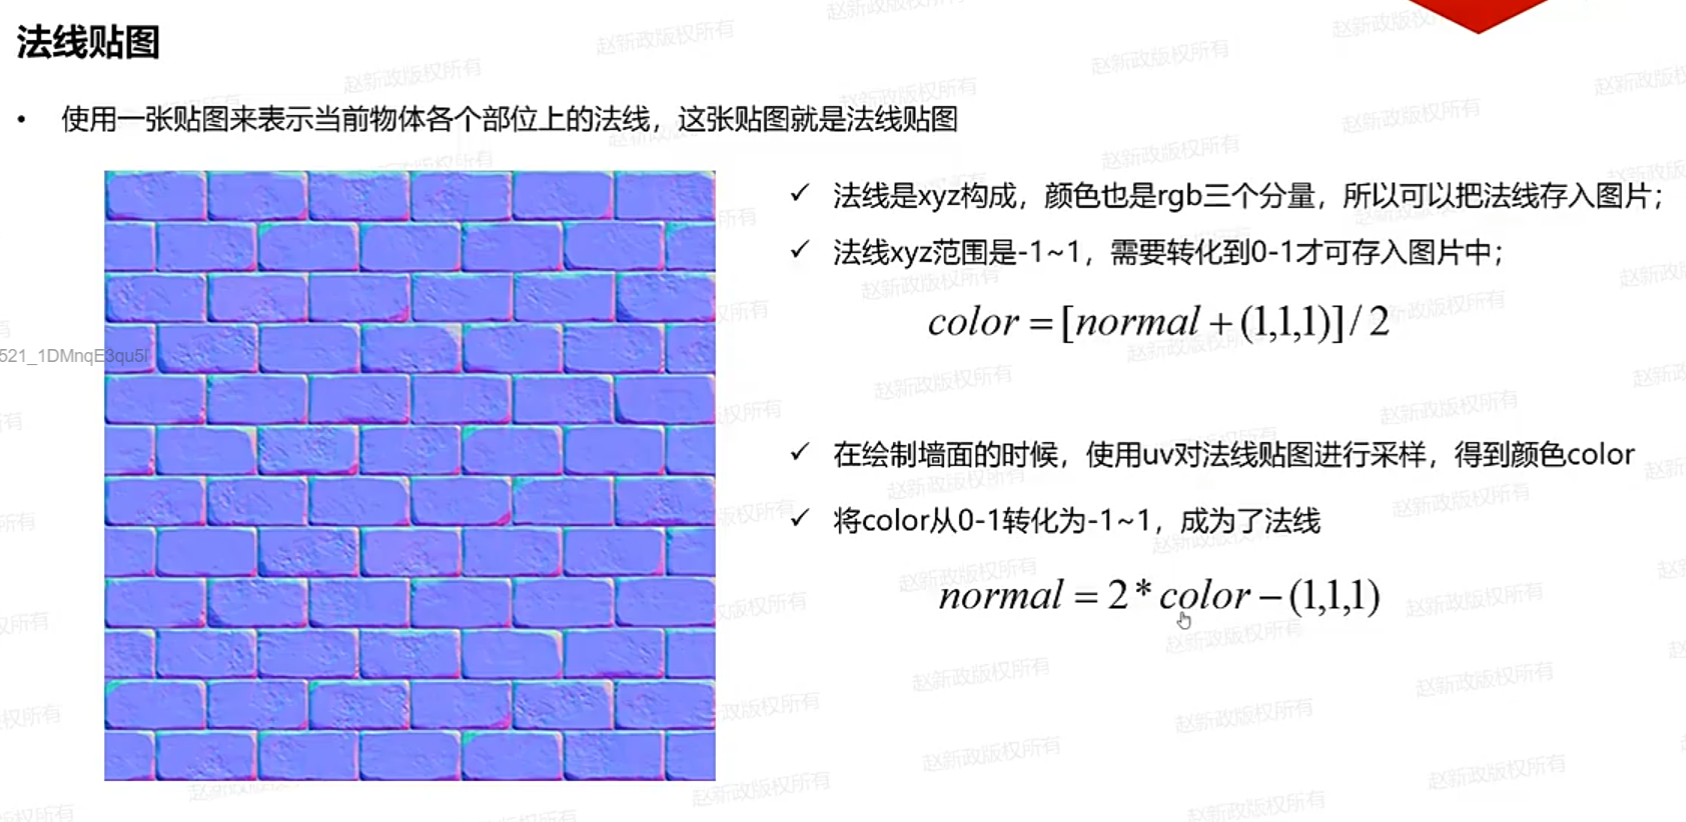 法线贴图
• 使用一张贴图来表示当前物体各个部位上的法线，这张贴图就是法线贴图
✓ 法线是xyz构成，颜色也是rgb三个分量，所以可以把法线存入图片；
✓ 法线xyz范围是-1~1，需要转化到0-1才可存入图片中；
color = [normal + (1,1,1)] / 2
521_1DMnqE3qu5l
✓ 在绘制墙面的时候，使用uv对法线贴图进行采样，得到颜色color
✓ 将color从0-1转化为-1~1，成为了法线
normal = 2 * color − (1,1,1)
赵新政版权所有